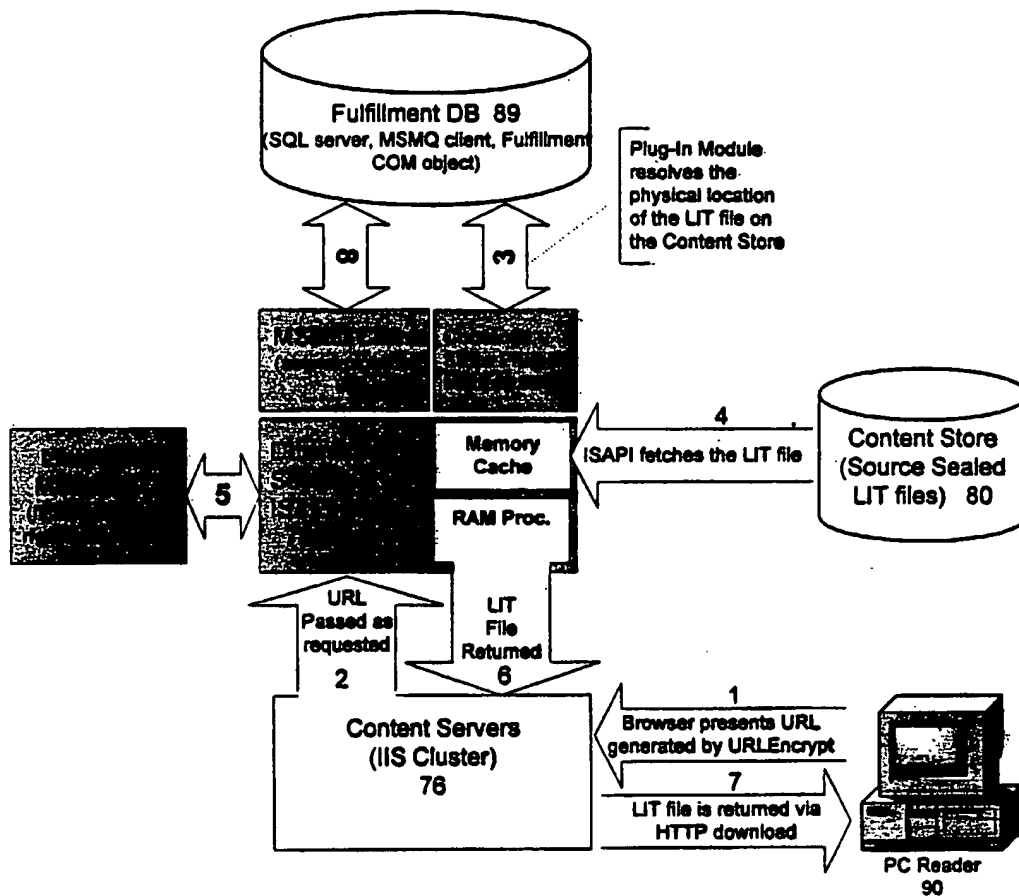 Fulfillment DB 89
(SQL server, MSMQ client, Fulfillment
COM object)
Plug-In Module
resolves the
physical location
of the LIT file on
the Content Store
8
3
Memory
Cache
RAM Proc.
4
ISAPI fetches the LIT file
Content Store
(Source Sealed
LIT files) 80
5
URL
Passed as
requested
2
LIT
File
Returned
6
Content Servers
(IIS Cluster)
76
1
Browser presents URL
generated by URLEncrypt
7
LIT file is returned via
HTTP download
PC Reader
90